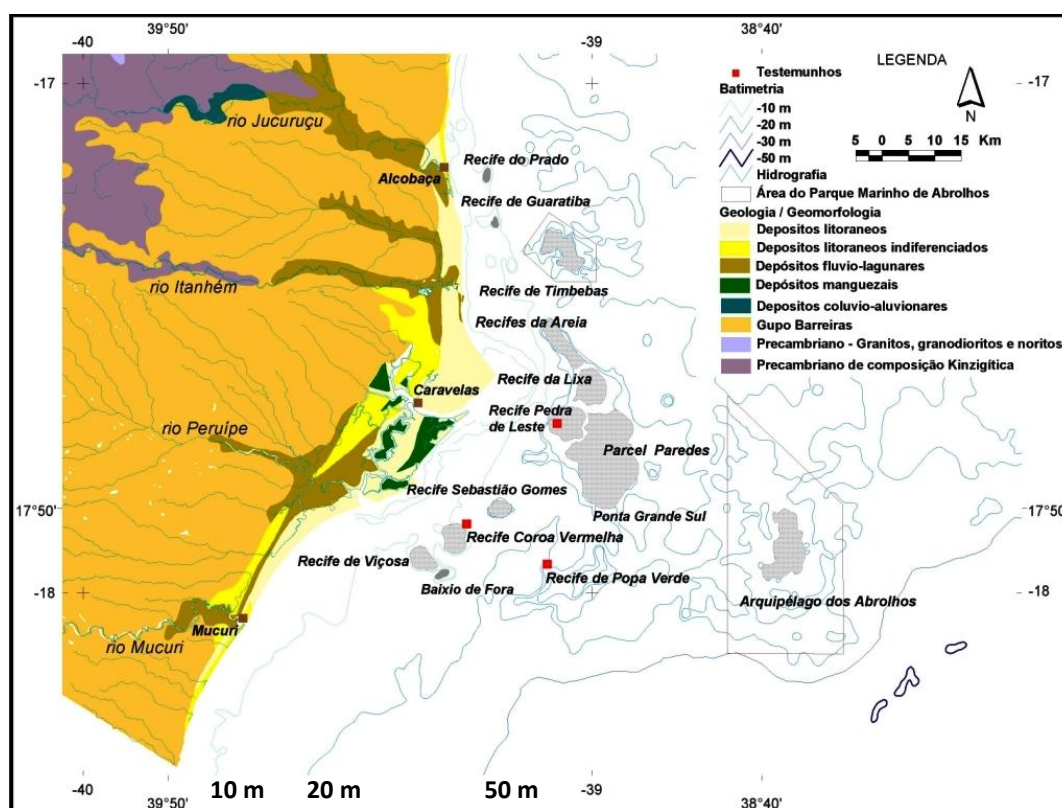 -40
39°50'
-39
38°40'
-17
-17
LEGENDA
Testemunhos
Batimetria
-10 m
-20 m
-30 m
-50 m
Hidrografia
Área do Parque Marinho de Abrolhos
Geologia / Geomorfologia
Depositos litoraneos
Depositos litoraneos indiferenciados
Depósitos fluvio-lagunares
Depósitos manguezais
Depositos coluvio-aluvionares
Gupo Barreiras
Precambriano - Granitos, granodioritos e noritos
Precambriano de composição Kinzigítica
N
5 0 5 10 15 Km
rio Jucuruçu
Alcobaça
Recife do Prado
Recife de Guaratiba
rio Itanhém
Recife de Timbebas
Recifes da Areia
Recife da Lixa
Caravelas
Recife Pedra
de Leste
rio Peruípe
Parcel Paredes
Recife Sebastião Gomes
Ponta Grande Sul
17°50'
17°50'
Recife Coroa Vermelha
Recife de Viçosa
Baixio de Fora
Recife de Popa Verde
Arquipélago dos Abrolhos
-18
-18
Mucuri
rio Mucuri
10 m 20 m 50 m
-40
39°50'
-39
38°40'